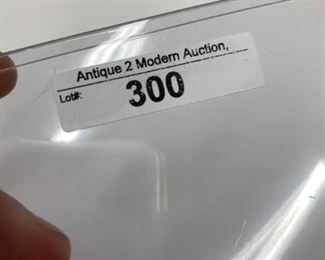 Antique 2 Modern Auction,
Lot#: 300